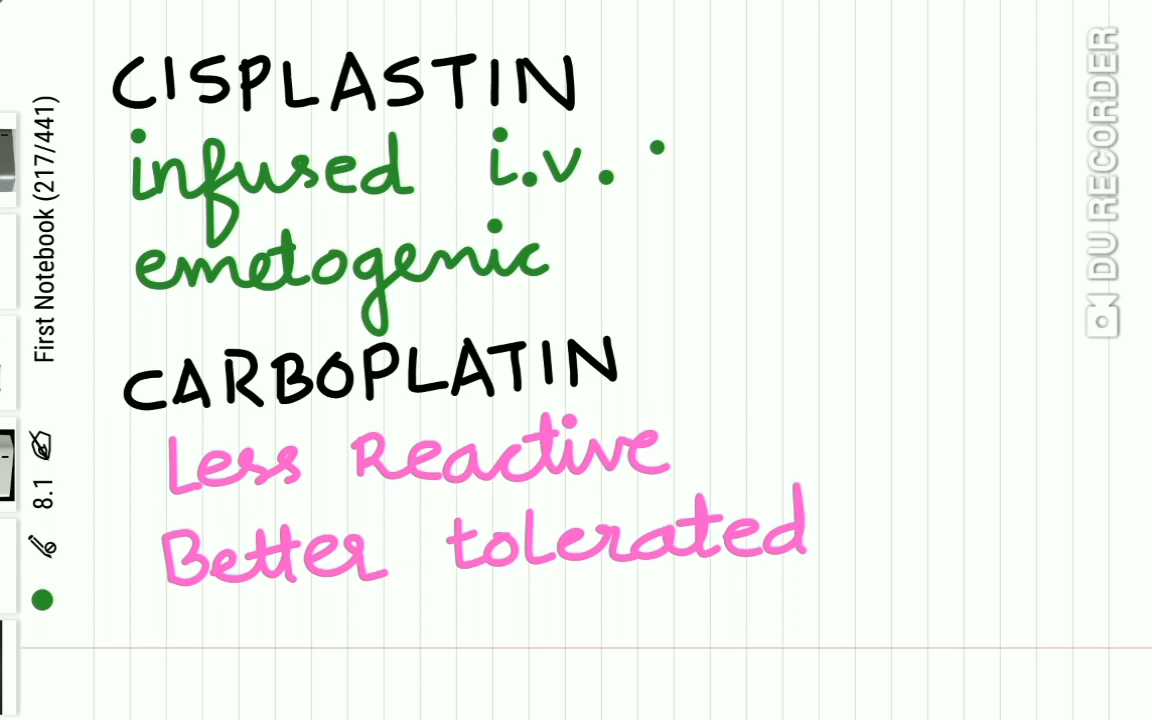 CISPLASTIN
infused i.v.
emetogenic
CARBOPLATIN
Less Reactive
Better tolerated
First Notebook (217/441)
8.1
DU RECORDER